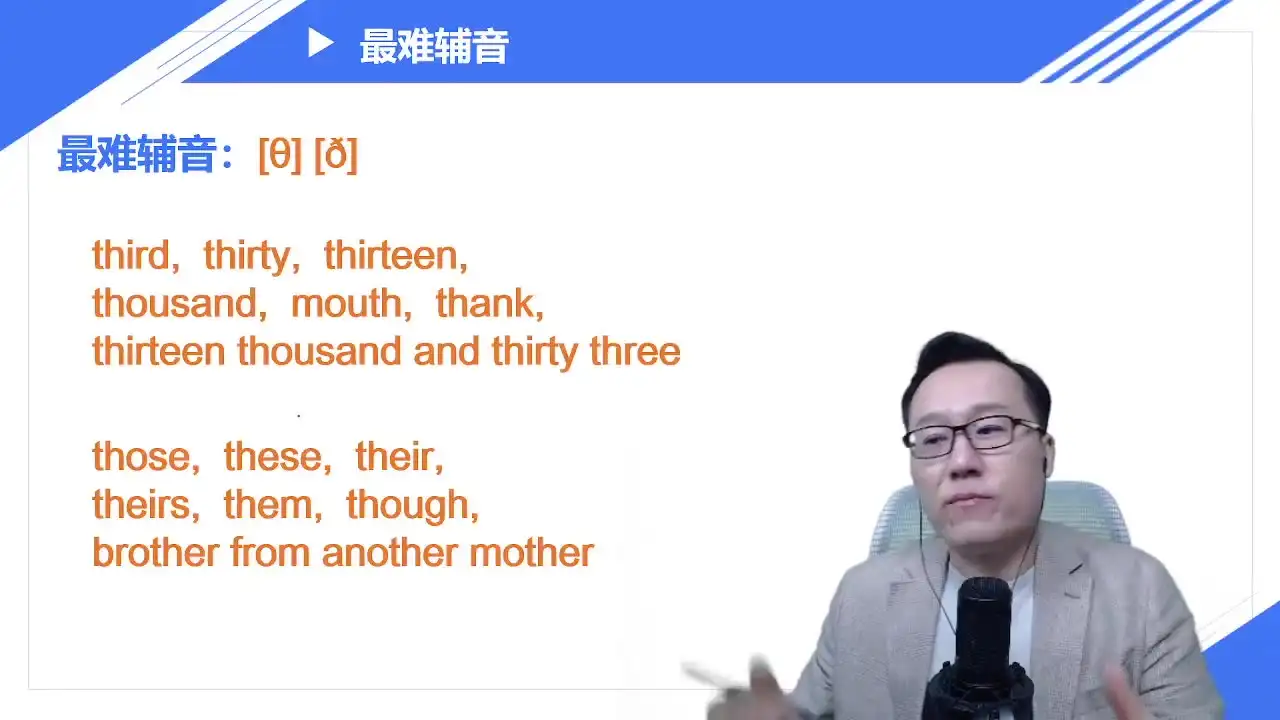 最难辅音
最难辅音：[θ] [ð]
third, thirty, thirteen,
thousand, mouth, thank,
thirteen thousand and thirty three
those, these, their,
theirs, them, though,
brother from another mother